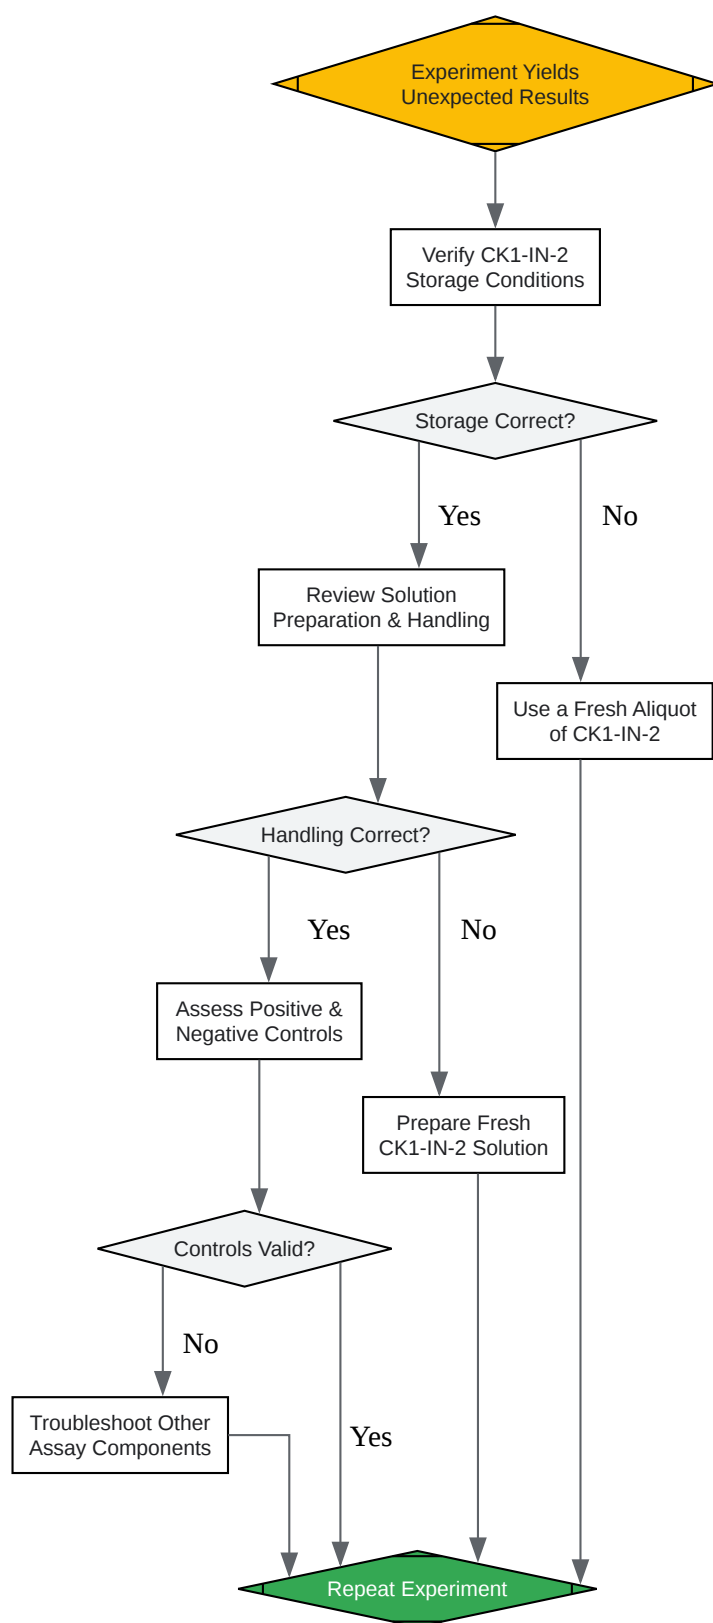 Experiment Yields
Unexpected Results
Verify CK1-IN-2
Storage Conditions
Storage Correct?
Yes
No
Review Solution
Preparation & Handling
Use a Fresh Aliquot
of CK1-IN-2
Handling Correct?
Yes
No
Assess Positive &
Negative Controls
Prepare Fresh
CK1-IN-2 Solution
Controls Valid?
No
Troubleshoot Other
Assay Components
Yes
Repeat Experiment